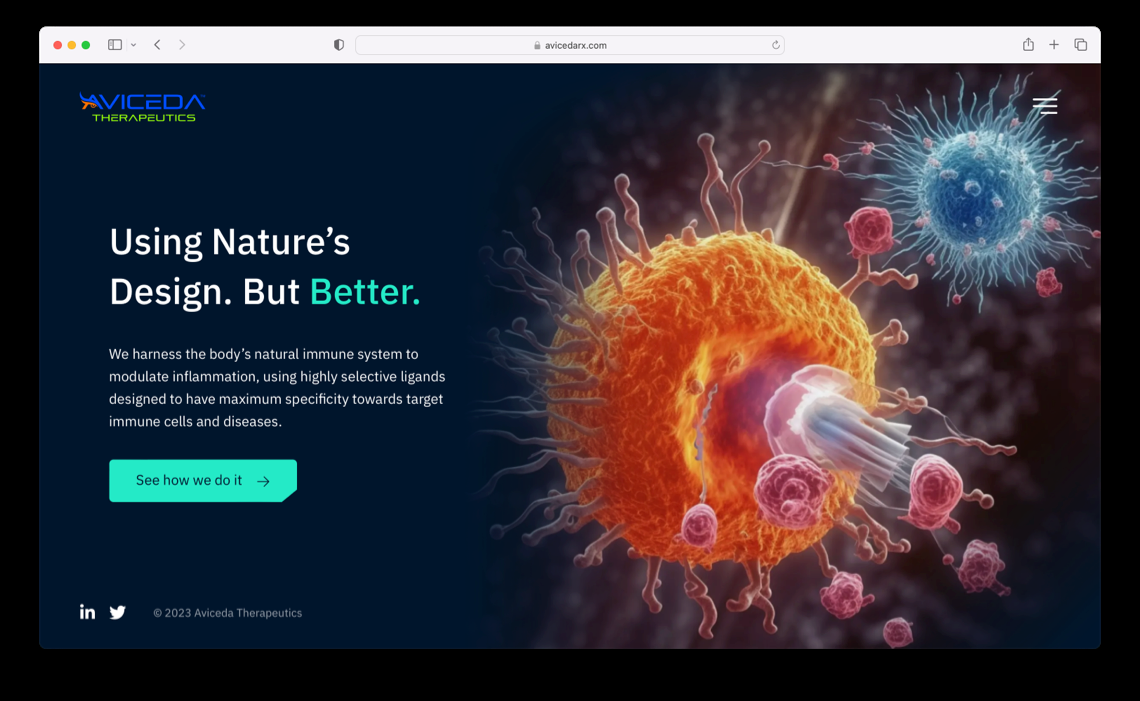 avicedarx.com
AVICEDA
THERAPEUTICS
Using Nature’s
Design. But Better.
We harness the body’s natural immune system to
modulate inflammation, using highly selective ligands
designed to have maximum specificity towards target
immune cells and diseases.
See how we do it
in
© 2023 Aviceda Therapeutics